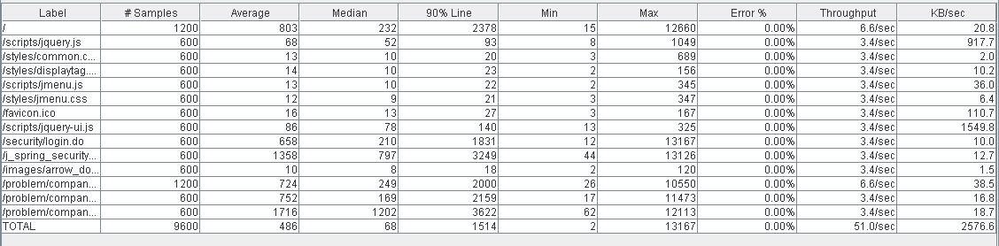 Label # Samples Average Median 90% Line Min Max Error % Throughput KB/sec
/ 1200 803 232 2378 15 12660 0.00% 6.6/sec 20.8
/scripts/jquery.js 600 68 52 93 8 1049 0.00% 3.4/sec 917.7
/styles/common.c... 600 13 10 20 3 689 0.00% 3.4/sec 2.0
/styles/displaytag.... 600 14 10 23 2 156 0.00% 3.4/sec 10.2
/scripts/jmenu.js 600 13 10 22 2 345 0.00% 3.4/sec 36.0
/styles/jmenu.css 600 12 9 21 3 347 0.00% 3.4/sec 6.4
/favicon.ico 600 16 13 27 3 167 0.00% 3.4/sec 110.7
/scripts/jquery-ui.js 600 86 78 140 13 325 0.00% 3.4/sec 1549.8
/security/login.do 600 658 210 1831 12 13167 0.00% 3.4/sec 10.0
/j_spring_security... 600 1358 797 3249 44 13126 0.00% 3.4/sec 12.7
/images/arrow_do... 600 10 8 18 2 120 0.00% 3.4/sec 1.5
/problem/compan... 1200 724 249 2000 26 10550 0.00% 6.6/sec 38.5
/problem/compan... 600 752 169 2159 17 11473 0.00% 3.4/sec 16.8
/problem/compan... 600 1716 1202 3622 62 12113 0.00% 3.4/sec 18.7
TOTAL 9600 486 68 1514 2 13167 0.00% 51.0/sec 2576.6